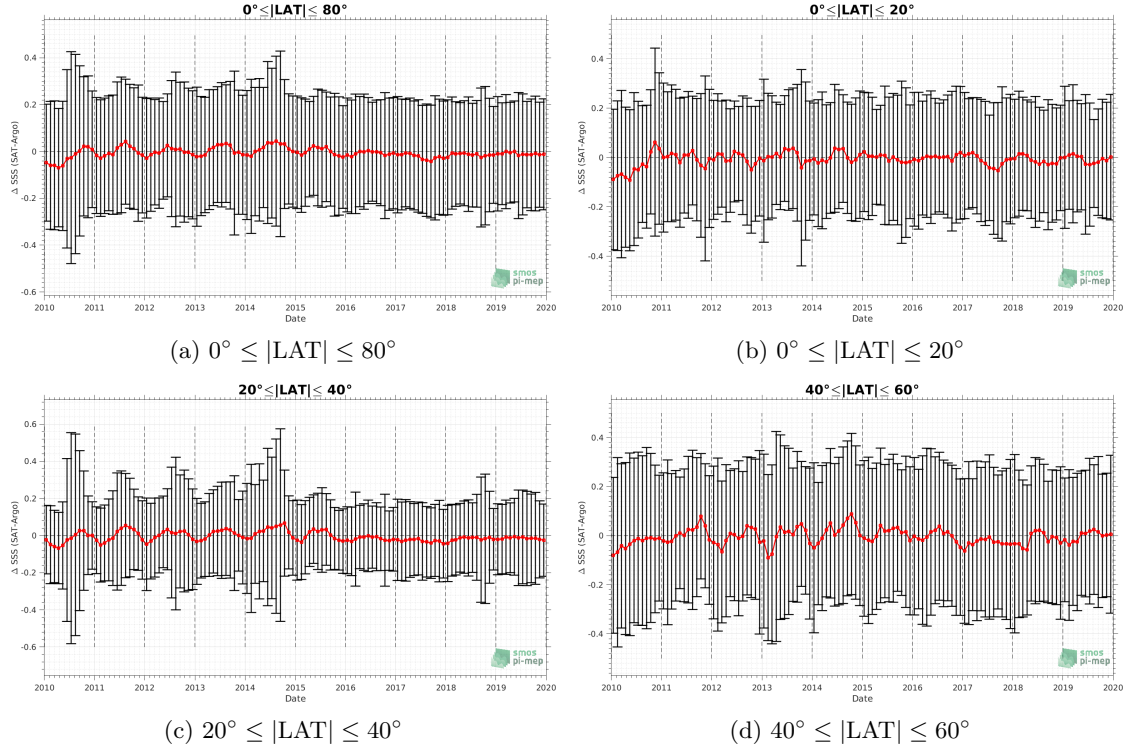 0°≤|LAT|≤ 80°
Δ SSS (SAT-Argo)
0.4
0.2
0
-0.2
-0.4
-0.6
2010 2011 2012 2013 2014 2015 2016 2017 2018 2019 2020
Date
smos
pi-mep
(a) 0° ≤ |LAT| ≤ 80°
0°≤|LAT|≤ 20°
Δ SSS (SAT-Argo)
0.4
0.2
0
-0.2
-0.4
2010 2011 2012 2013 2014 2015 2016 2017 2018 2019 2020
Date
smos
pi-mep
(b) 0° ≤ |LAT| ≤ 20°
20°≤|LAT|≤ 40°
Δ SSS (SAT-Argo)
0.6
0.4
0.2
0
-0.2
-0.4
-0.6
2010 2011 2012 2013 2014 2015 2016 2017 2018 2019 2020
Date
smos
pi-mep
(c) 20° ≤ |LAT| ≤ 40°
40°≤|LAT|≤ 60°
Δ SSS (SAT-Argo)
0.4
0.2
0
-0.2
-0.4
2010 2011 2012 2013 2014 2015 2016 2017 2018 2019 2020
Date
smos
pi-mep
(d) 40° ≤ |LAT| ≤ 60°